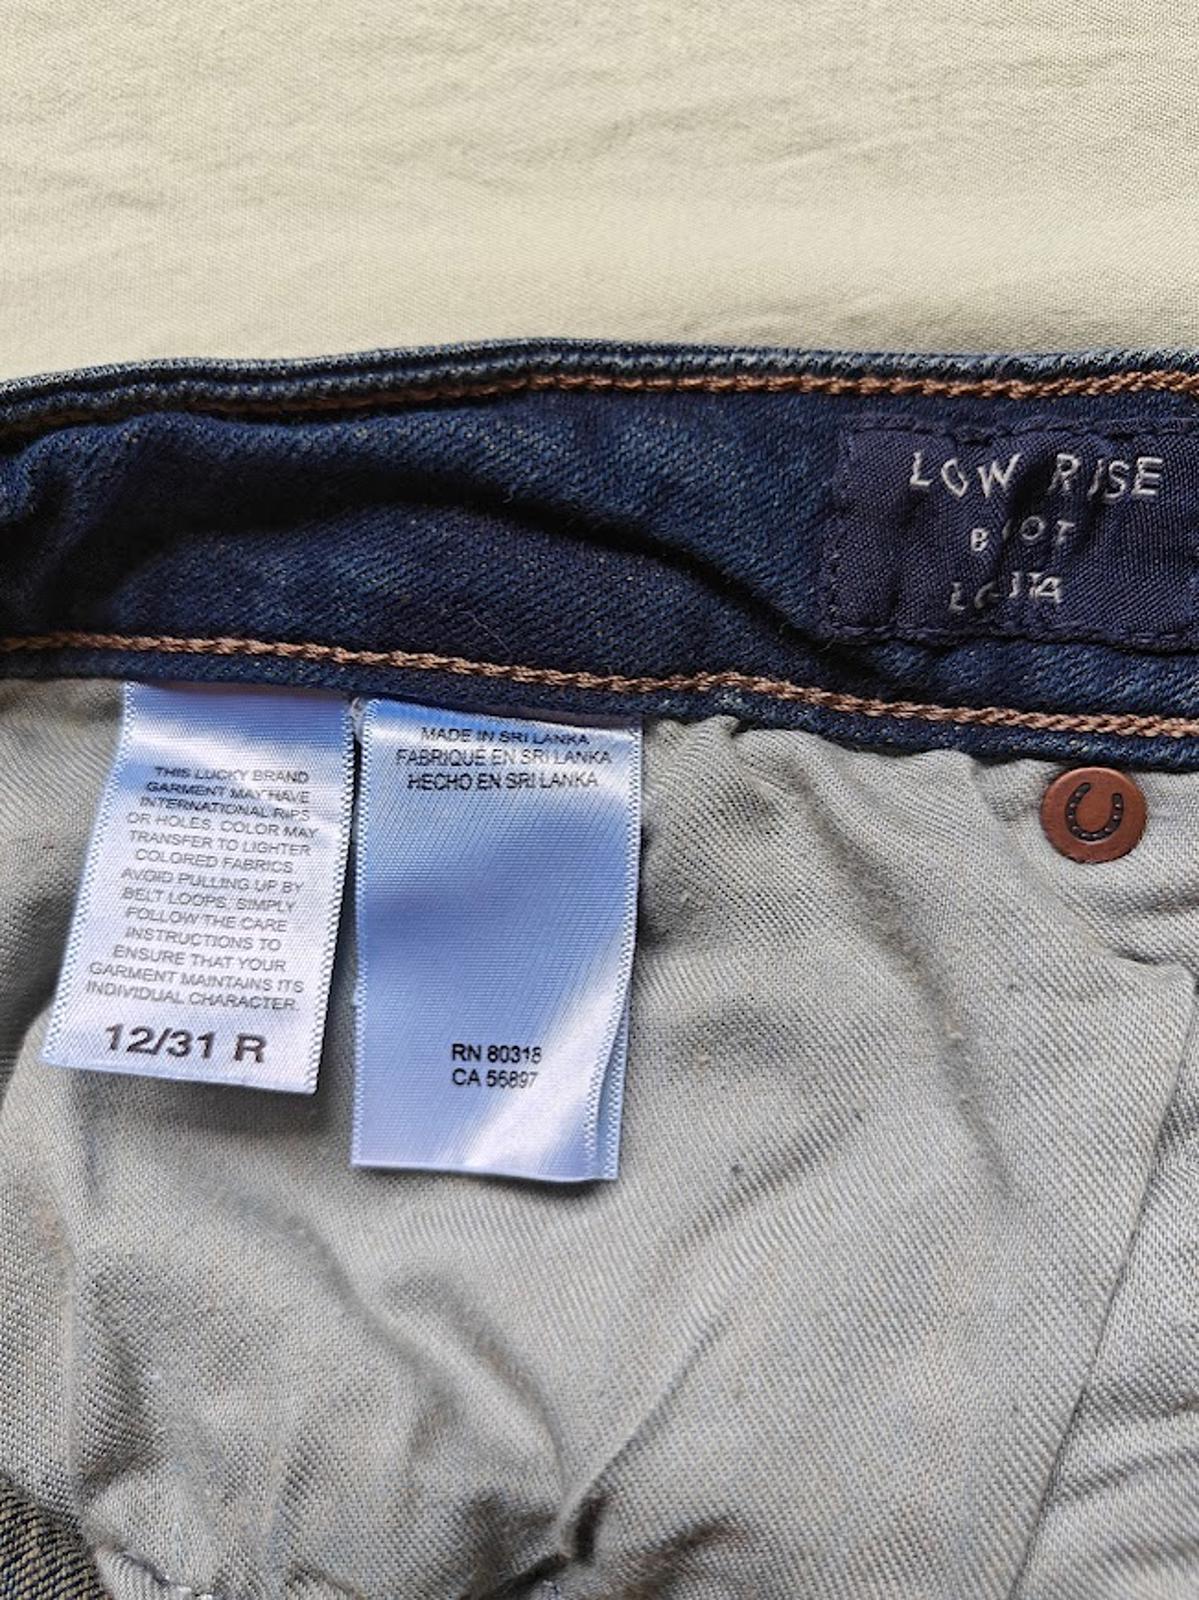 LOW RISE
BOOT
LOLITA
THIS LUCKY BRAND
GARMENT MAY HAVE
INTERNATIONAL RIPS
OR HOLES. COLOR MAY
TRANSFER TO LIGHTER
COLORED FABRICS.
AVOID PULLING UP BY
BELT LOOPS. SIMPLY
FOLLOW THE CARE
INSTRUCTIONS TO
ENSURE THAT YOUR
GARMENT MAINTAINS ITS
INDIVIDUAL CHARACTER.
12/31 R
MADE IN SRI LANKA
FABRIQUÉ EN SRI LANKA
HECHO EN SRI LANKA
RN 80318
CA 56897